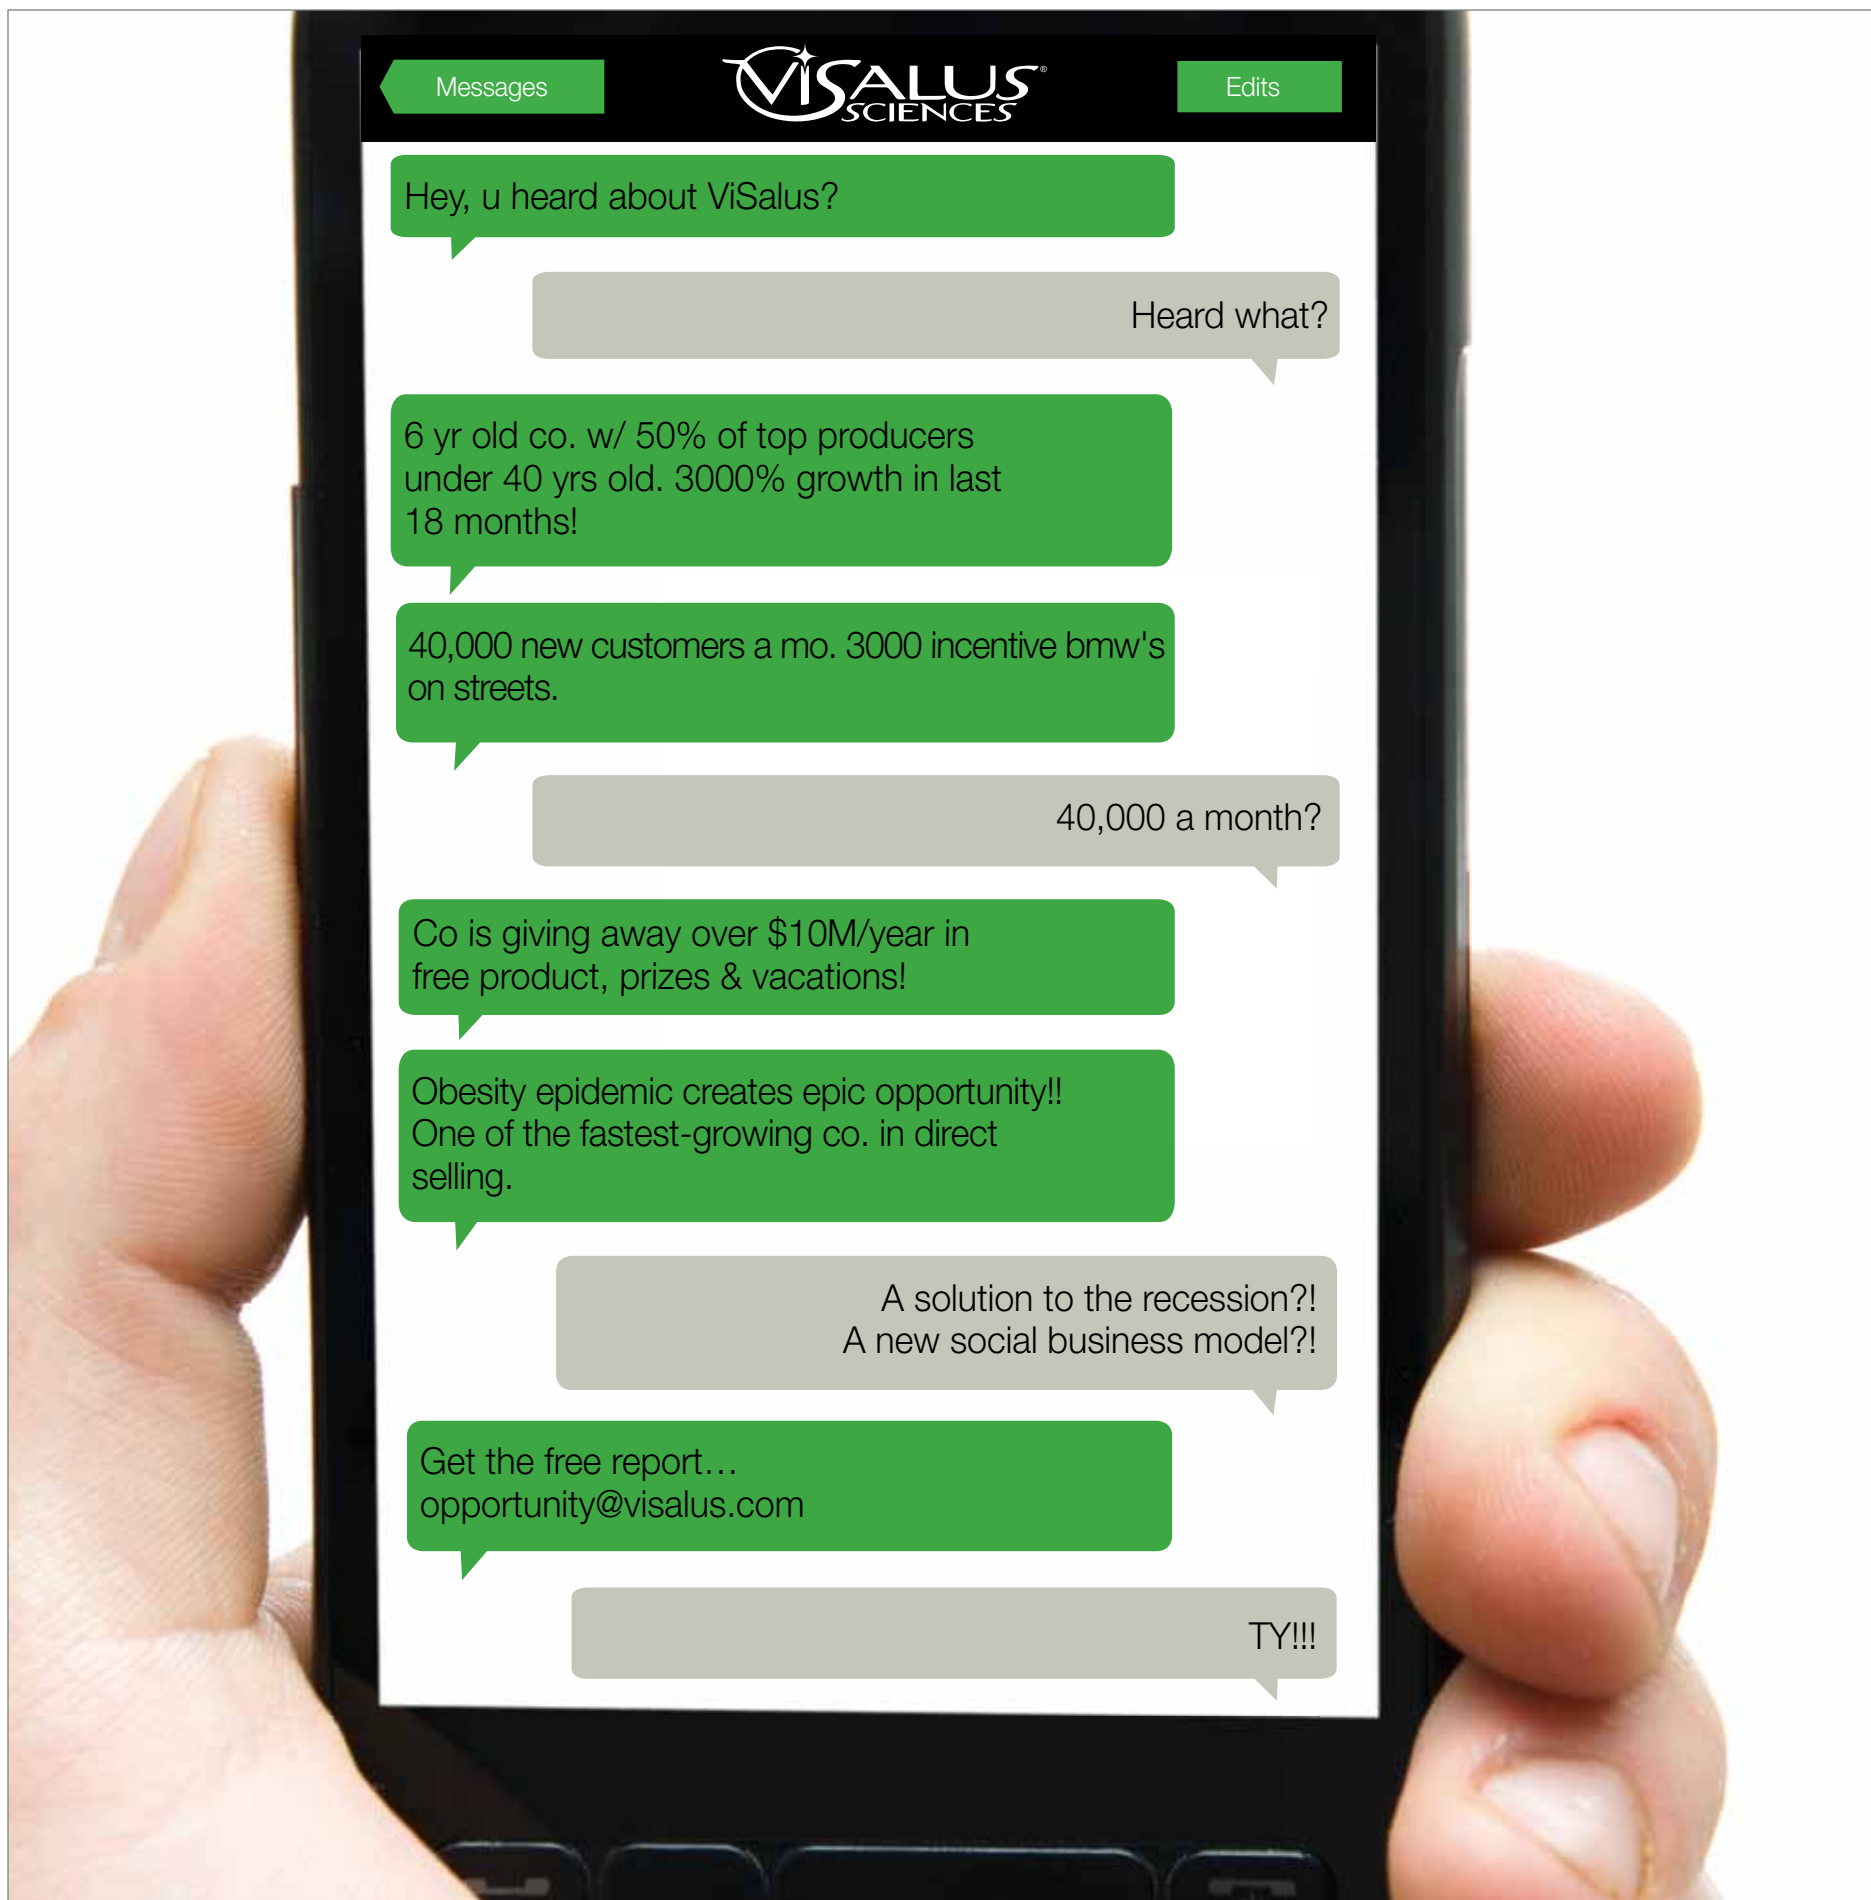 Messages
ViSALUS®
SCIENCES
Edits
Hey, u heard about ViSalus?
Heard what?
6 yr old co. w/ 50% of top producers
under 40 yrs old. 3000% growth in last
18 months!
40,000 new customers a mo. 3000 incentive bmw's
on streets.
40,000 a month?
Co is giving away over $10M/year in
free product, prizes & vacations!
Obesity epidemic creates epic opportunity!!
One of the fastest-growing co. in direct
selling.
A solution to the recession?!
A new social business model?!
Get the free report…
opportunity@visalus.com
TY!!!